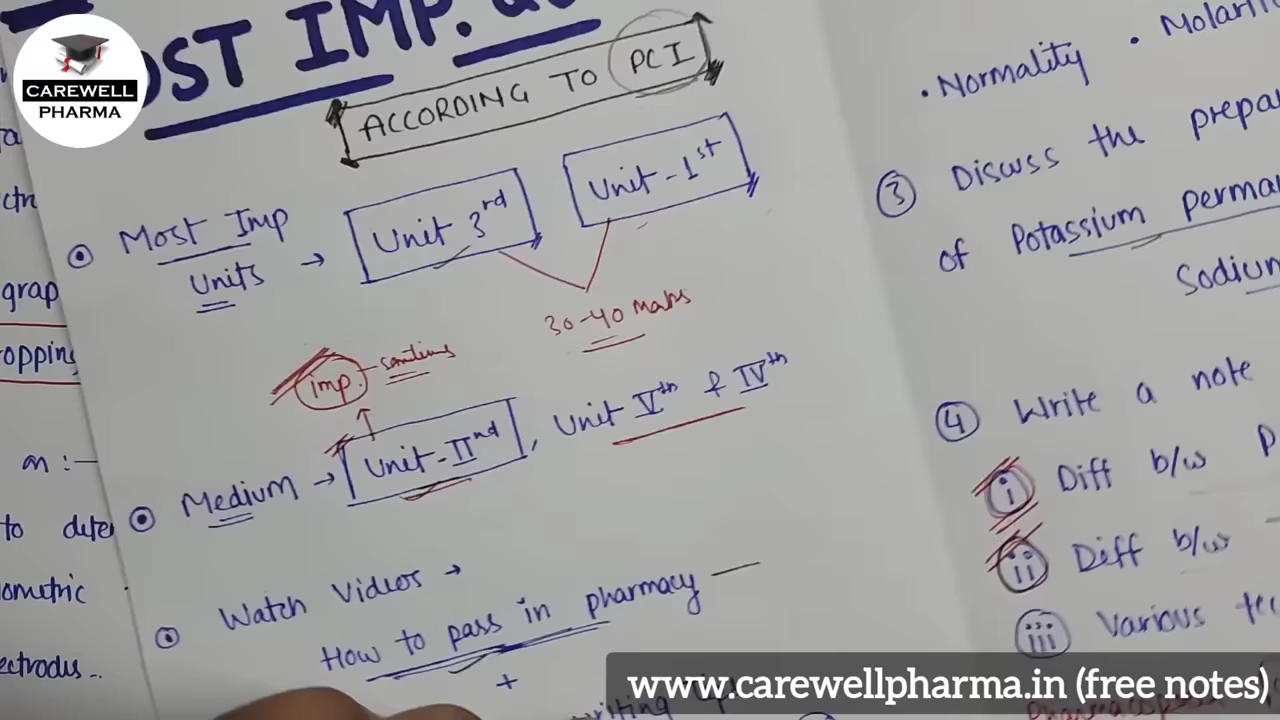 CAREWELL
PHARMA
OST IMP.
ACCORDING TO PCI
Most Imp
Units → Unit 3rd Unit - 1st
30-40 Marks
imp.
Medium → Unit - IInd, Unit Vth & IVth
Watch Videos →
How to pass in pharmacy —
+
• Normality • Molarit
③ Discuss the prepa
of Potassium perma
Sodium
④ Write a note
i Diff b/w P
ii Diff b/w
iii Various te
grap
opping
to dete
ometric
ectrodes..
www.carewellpharma.in (free notes)